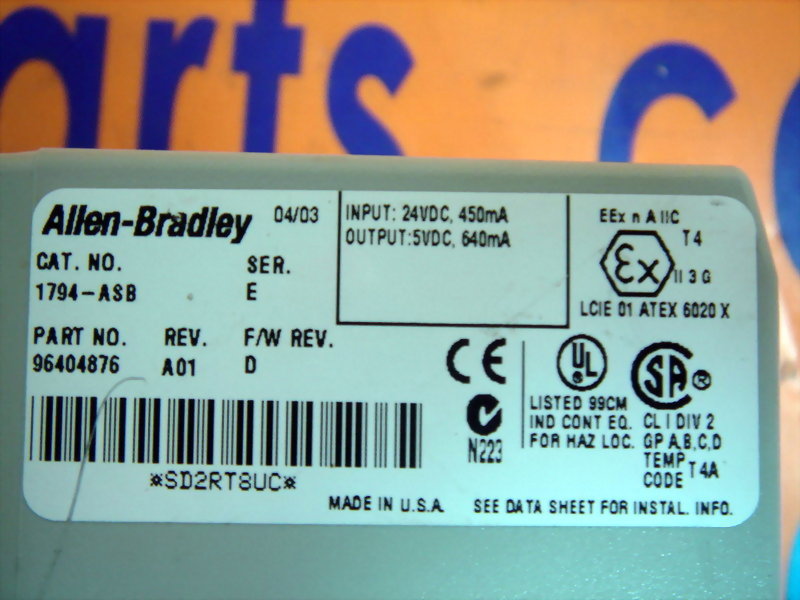 arts
Allen-Bradley 04/03
INPUT: 24VDC, 450mA
OUTPUT:5VDC, 640mA
CAT. NO. SER.
1794-ASB E
PART NO. REV. F/W REV.
96404876 A01 D
*SD2RT8UC*
EEx n A IIC
T4
Ex
II 3 G
LCIE 01 ATEX 6020 X
CE
N223
UL
LISTED 99CM
IND CONT EQ.
FOR HAZ LOC.
SA®
CL I DIV 2
GP A,B,C,D
TEMP
CODE T4A
MADE IN U.S.A. SEE DATA SHEET FOR INSTAL. INFO.